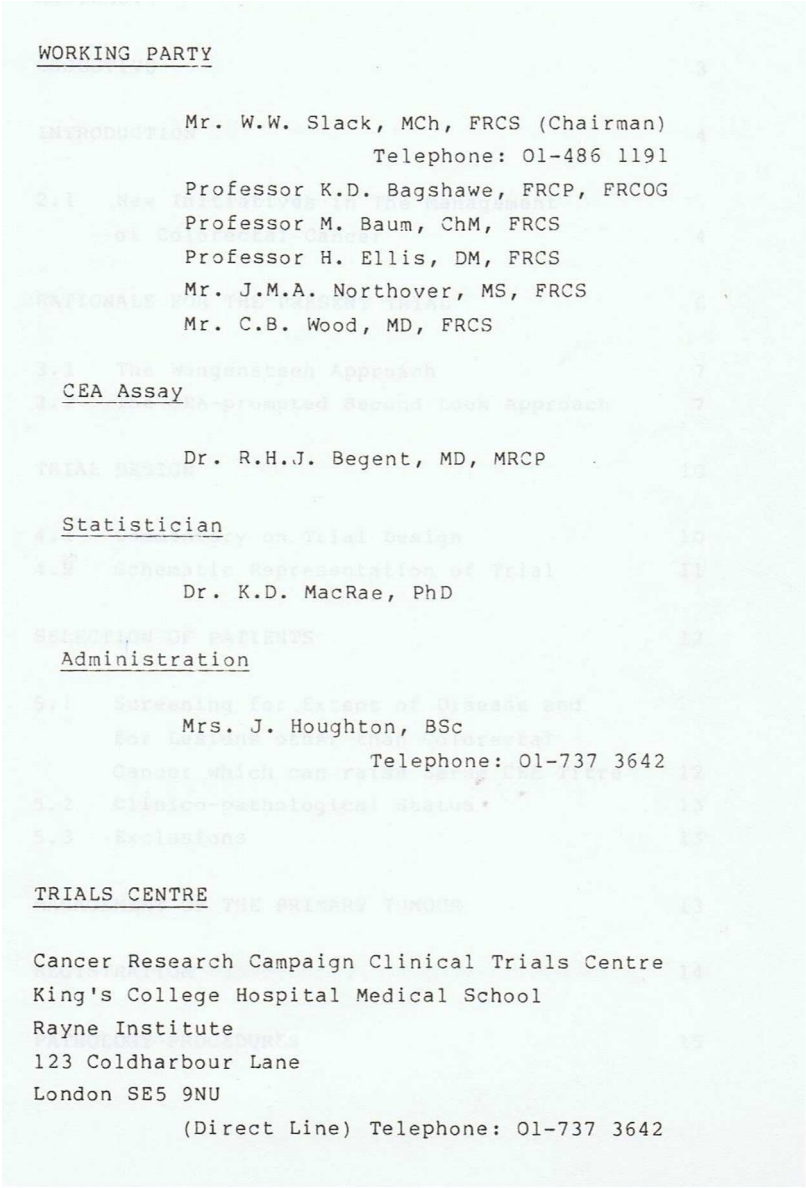 WORKING PARTY
Mr. W.W. Slack, MCh, FRCS (Chairman)
Telephone: 01-486 1191
Professor K.D. Bagshawe, FRCP, FRCOG
Professor M. Baum, ChM, FRCS
Professor H. Ellis, DM, FRCS
Mr. J.M.A. Northover, MS, FRCS
Mr. C.B. Wood, MD, FRCS
CEA Assay
Dr. R.H.J. Begent, MD, MRCP
Statistician
Dr. K.D. MacRae, PhD
Administration
Mrs. J. Houghton, BSc
Telephone: 01-737 3642
TRIALS CENTRE
Cancer Research Campaign Clinical Trials Centre
King's College Hospital Medical School
Rayne Institute
123 Coldharbour Lane
London SE5 9NU
(Direct Line) Telephone: 01-737 3642